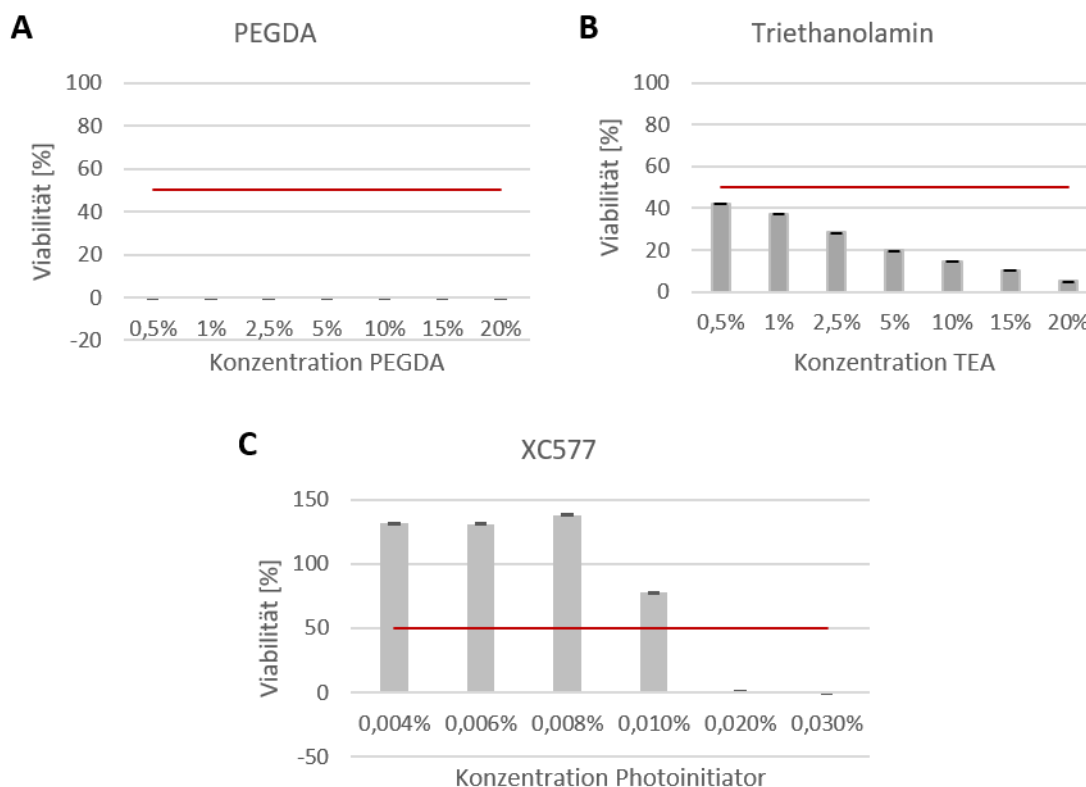 A
PEGDA
Viabilität [%]
100
80
60
40
20
0
-20
0,5% 1% 2,5% 5% 10% 15% 20%
Konzentration PEGDA
B
Triethanolamin
Viabilität [%]
100
80
60
40
20
0
0,5% 1% 2,5% 5% 10% 15% 20%
Konzentration TEA
C
XC577
Viabilität [%]
150
100
50
0
-50
0,004% 0,006% 0,008% 0,010% 0,020% 0,030%
Konzentration Photoinitiator